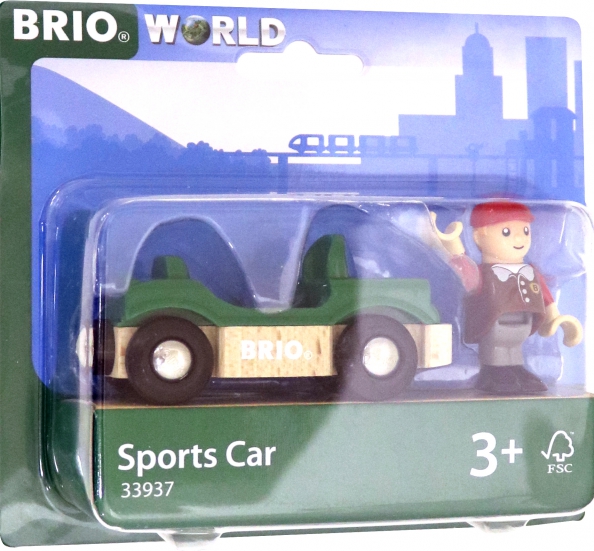 BRIO® WORLD
BRIO®
Sports Car
33937
3+
FSC